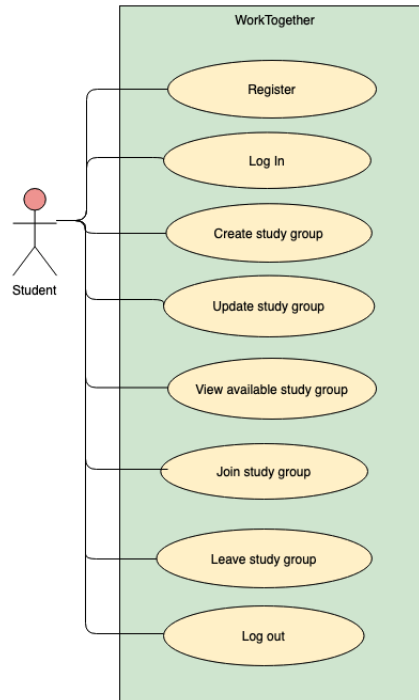 WorkTogether
Register
Log In
Create study group
Update study group
Student
View available study group
Join study group
Leave study group
Log out